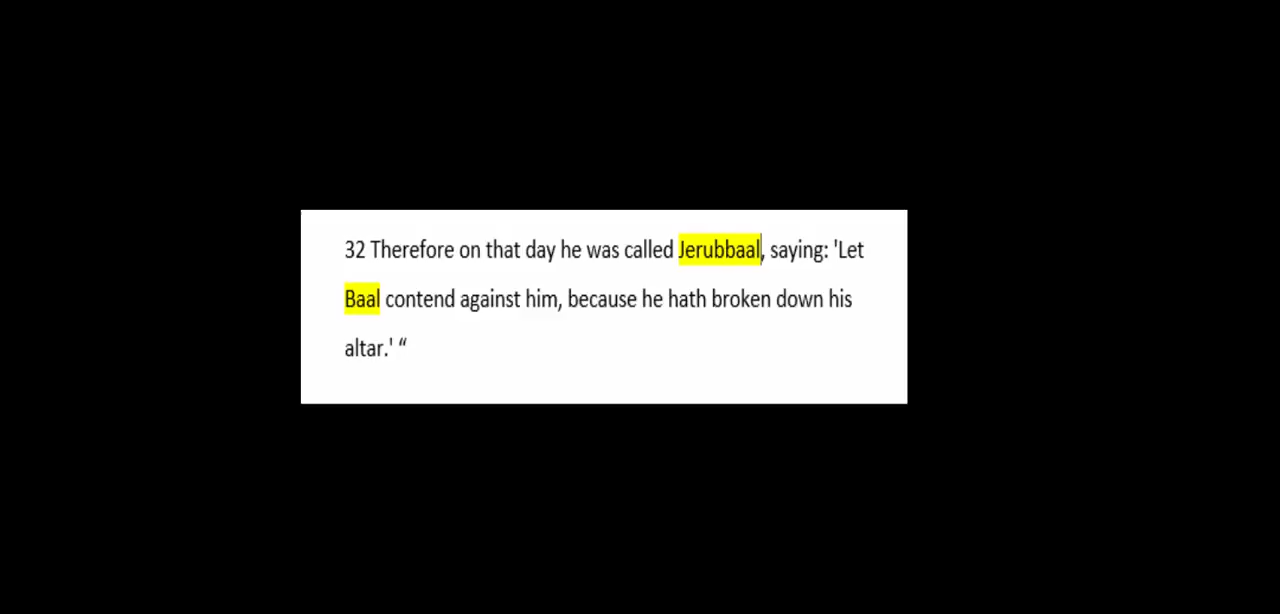 32 Therefore on that day he was called Jerubbaal, saying: 'Let
Baal contend against him, because he hath broken down his
altar.' “